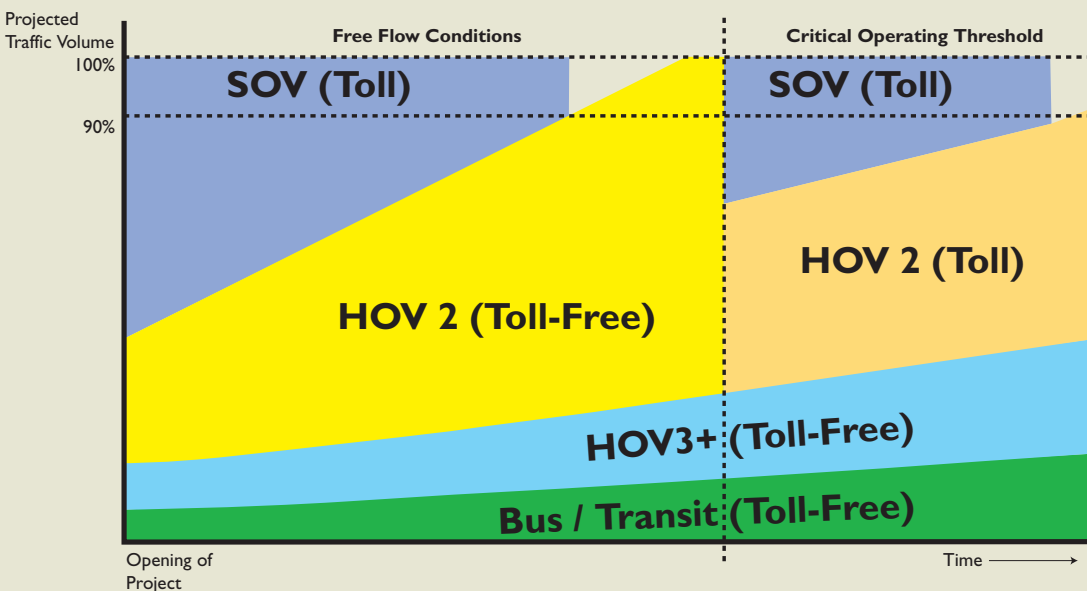 Projected
Traffic Volume
Free Flow Conditions
Critical Operating Threshold
100%
SOV (Toll)
SOV (Toll)
90%
HOV 2 (Toll)
HOV 2 (Toll-Free)
HOV3+ (Toll-Free)
Bus / Transit (Toll-Free)
Opening of
Project
Time